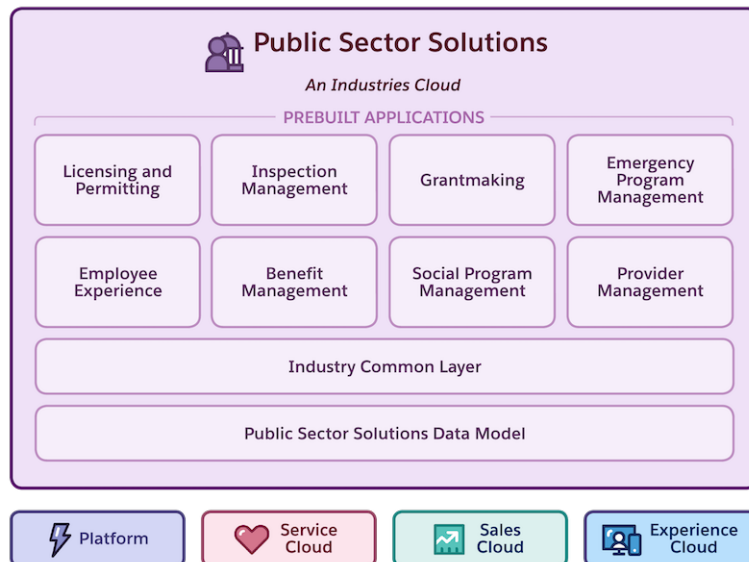 Public Sector Solutions
An Industries Cloud
PREBUILT APPLICATIONS
Licensing and
Permitting
Inspection
Management
Grantmaking
Emergency
Program
Management
Employee
Experience
Benefit
Management
Social Program
Management
Provider
Management
Industry Common Layer
Public Sector Solutions Data Model
Platform
Service
Cloud
Sales
Cloud
Experience
Cloud